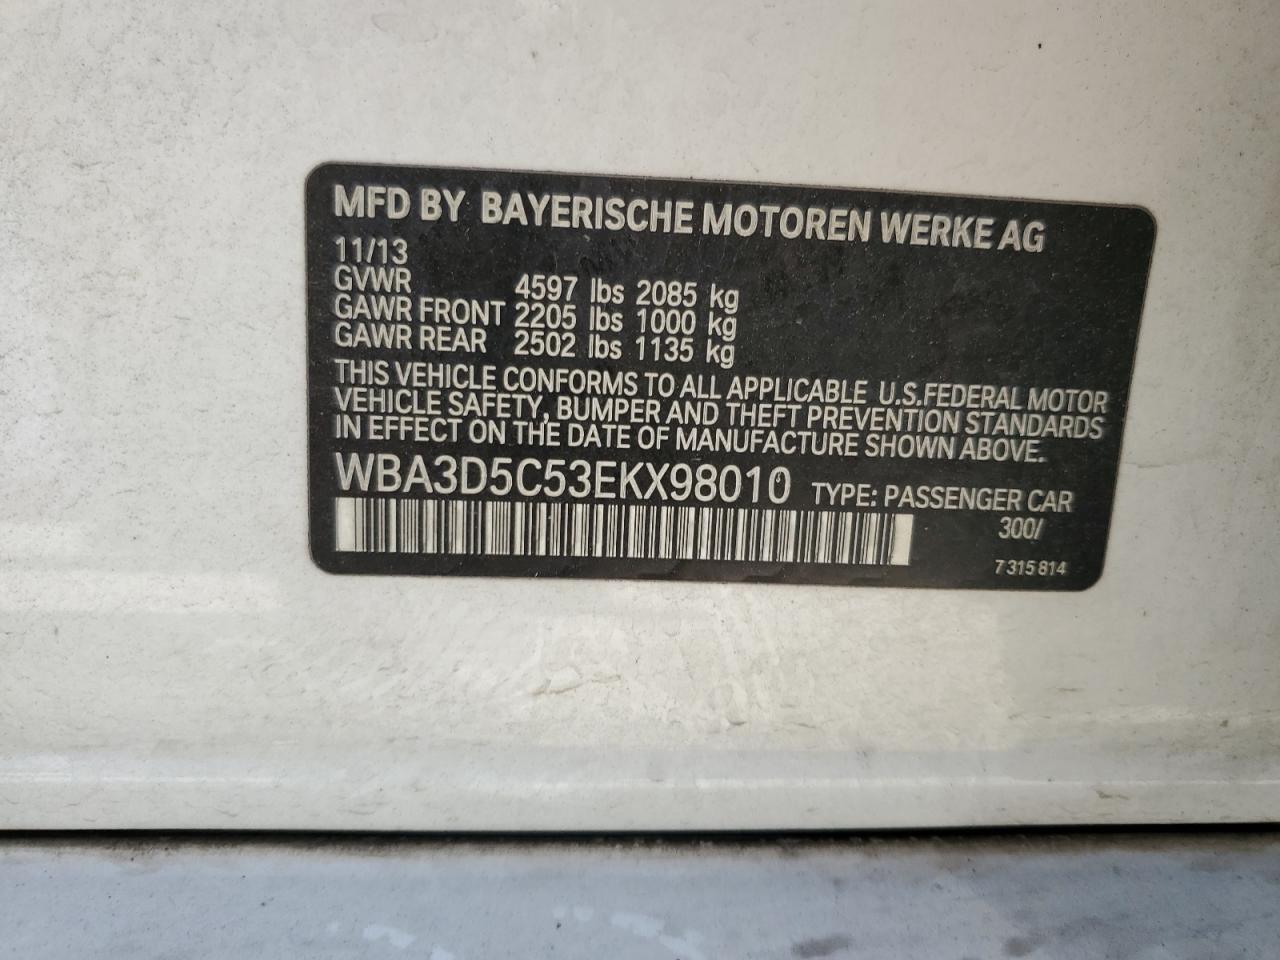 MFD BY BAYERISCHE MOTOREN WERKE AG
11/13
GVWR 4597 lbs 2085 kg
GAWR FRONT 2205 lbs 1000 kg
GAWR REAR 2502 lbs 1135 kg
THIS VEHICLE CONFORMS TO ALL APPLICABLE U.S.FEDERAL MOTOR
VEHICLE SAFETY, BUMPER AND THEFT PREVENTION STANDARDS
IN EFFECT ON THE DATE OF MANUFACTURE SHOWN ABOVE.
WBA3D5C53EKX98010 TYPE: PASSENGER CAR
300/
7 315 814